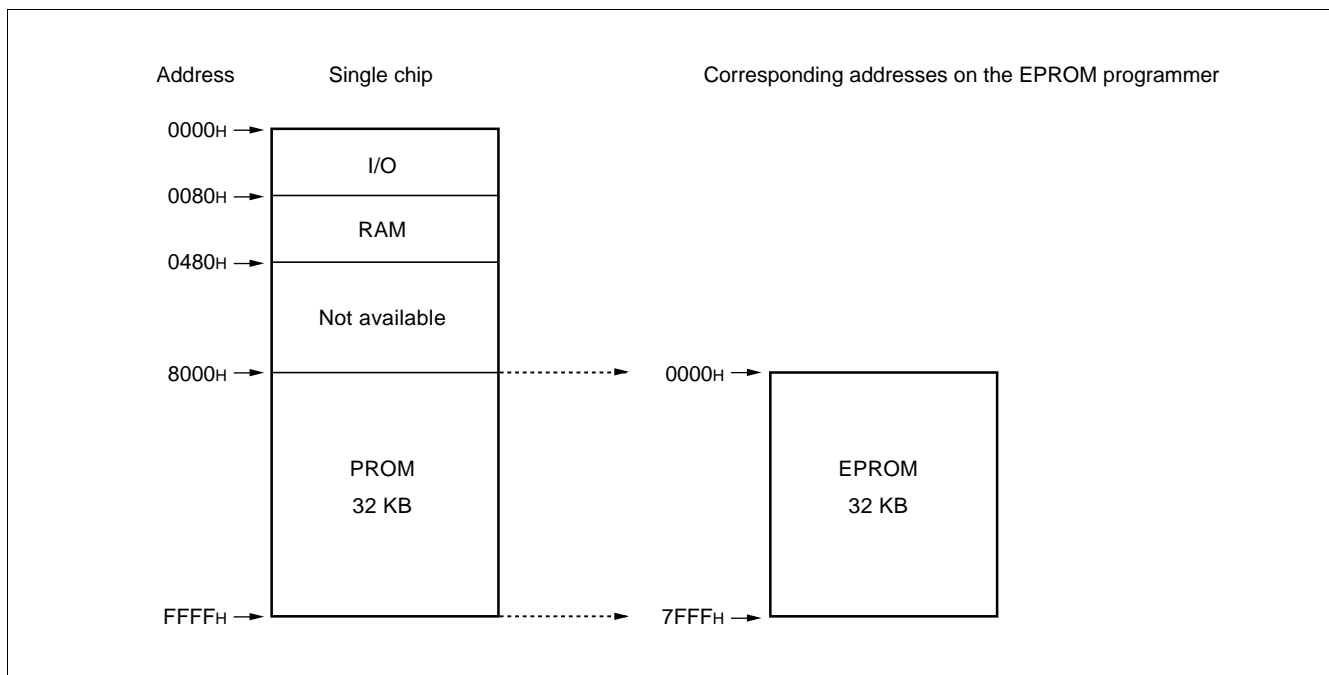 Address Single chip Corresponding addresses on the EPROM programmer
0000H
I/O
0080H
RAM
0480H
Not available
8000H 0000H
PROM EPROM
32 KB 32 KB
FFFFH 7FFFH